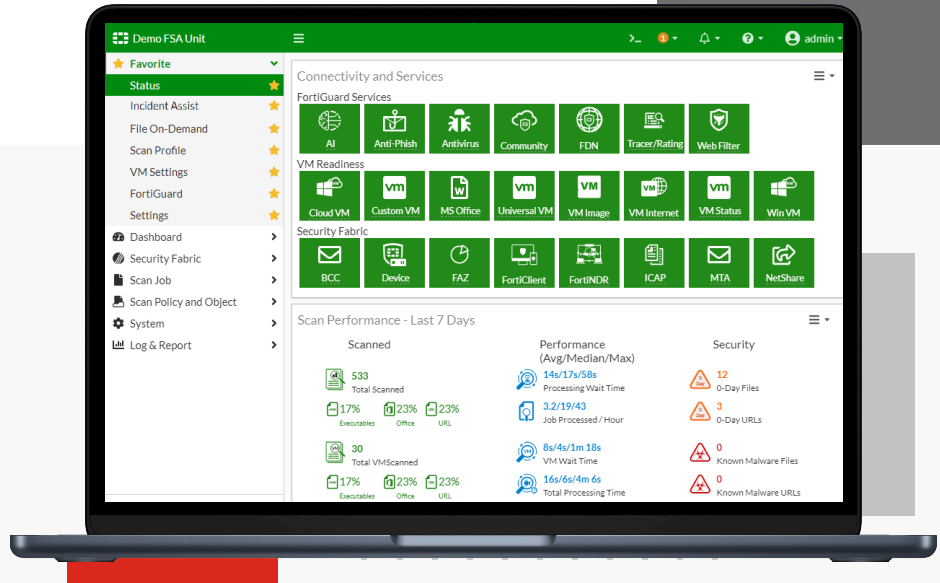 Demo FSA Unit
>_ 1 admin
Favorite
Status
Incident Assist
File On-Demand
Scan Profile
VM Settings
FortiGuard
Settings
Dashboard
Security Fabric
Scan Job
Scan Policy and Object
System
Log & Report
Connectivity and Services
FortiGuard Services
AI Anti-Phish Antivirus Community FDN Tracer/Rating Web Filter
VM Readiness
vm W vm VM VM vm
Cloud VM Custom VM MS Office Universal VM VM Image VM Internet VM Status Win VM
Security Fabric
BCC Device FAZ FortiClient FortiNDR ICAP MTA NetShare
Scan Performance - Last 7 Days
Scanned Performance Security
(Avg/Median/Max)
533 14s/17s/58s 12
Total Scanned Processing Wait Time 0-Day Files
17% 23% 23% 3.2/19/43 3
Executables Office URL Job Processed / Hour 0-Day URLs
30 8s/4s/1m 18s 0
Total VMScanned VM Wait Time Known Malware Files
17% 23% 23% 16s/6s/4m 6s 0
Executables Office URL Total Processing Time Known Malware URLs